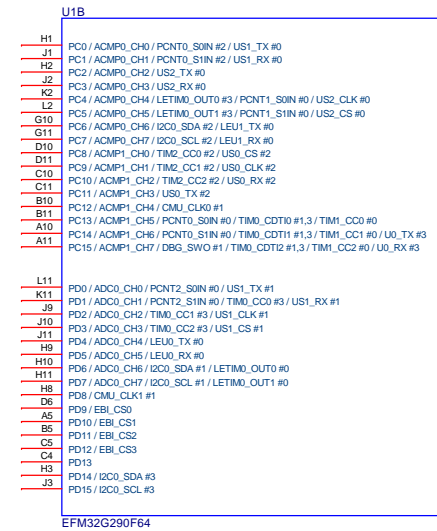 U1B
H1 PC0 / ACMP0_CH0 / PCNT0_S0IN #2 / US1_TX #0
J1 PC1 / ACMP0_CH1 / PCNT0_S1IN #2 / US1_RX #0
H2 PC2 / ACMP0_CH2 / US2_TX #0
J2 PC3 / ACMP0_CH3 / US2_RX #0
K2 PC4 / ACMP0_CH4 / LETIM0_OUT0 #3 / PCNT1_S0IN #0 / US2_CLK #0
L2 PC5 / ACMP0_CH5 / LETIM0_OUT1 #3 / PCNT1_S1IN #0 / US2_CS #0
G10 PC6 / ACMP0_CH6 / I2C0_SDA #2 / LEU1_TX #0
G11 PC7 / ACMP0_CH7 / I2C0_SCL #2 / LEU1_RX #0
D10 PC8 / ACMP1_CH0 / TIM2_CC0 #2 / US0_CS #2
D11 PC9 / ACMP1_CH1 / TIM2_CC1 #2 / US0_CLK #2
C10 PC10 / ACMP1_CH2 / TIM2_CC2 #2 / US0_RX #2
C11 PC11 / ACMP1_CH3 / US0_TX #2
B10 PC12 / ACMP1_CH4 / CMU_CLK0 #1
B11 PC13 / ACMP1_CH5 / PCNT0_S0IN #0 / TIM0_CDTI0 #1,3 / TIM1_CC0 #0
A10 PC14 / ACMP1_CH6 / PCNT0_S1IN #0 / TIM0_CDTI1 #1,3 / TIM1_CC1 #0 / U0_TX #3
A11 PC15 / ACMP1_CH7 / DBG_SWO #1 / TIM0_CDTI2 #1,3 / TIM1_CC2 #0 / U0_RX #3
L11 PD0 / ADC0_CH0 / PCNT2_S0IN #0 / US1_TX #1
K11 PD1 / ADC0_CH1 / PCNT2_S1IN #0 / TIM0_CC0 #3 / US1_RX #1
J9 PD2 / ADC0_CH2 / TIM0_CC1 #3 / US1_CLK #1
J10 PD3 / ADC0_CH3 / TIM0_CC2 #3 / US1_CS #1
J11 PD4 / ADC0_CH4 / LEU0_TX #0
H9 PD5 / ADC0_CH5 / LEU0_RX #0
H10 PD6 / ADC0_CH6 / I2C0_SDA #1 / LETIM0_OUT0 #0
H11 PD7 / ADC0_CH7 / I2C0_SCL #1 / LETIM0_OUT1 #0
H8 PD8 / CMU_CLK1 #1
D6 PD9 / EBI_CS0
A5 PD10 / EBI_CS1
B5 PD11 / EBI_CS2
C5 PD12 / EBI_CS3
C4 PD13
H3 PD14 / I2C0_SDA #3
J3 PD15 / I2C0_SCL #3
EFM32G290F64